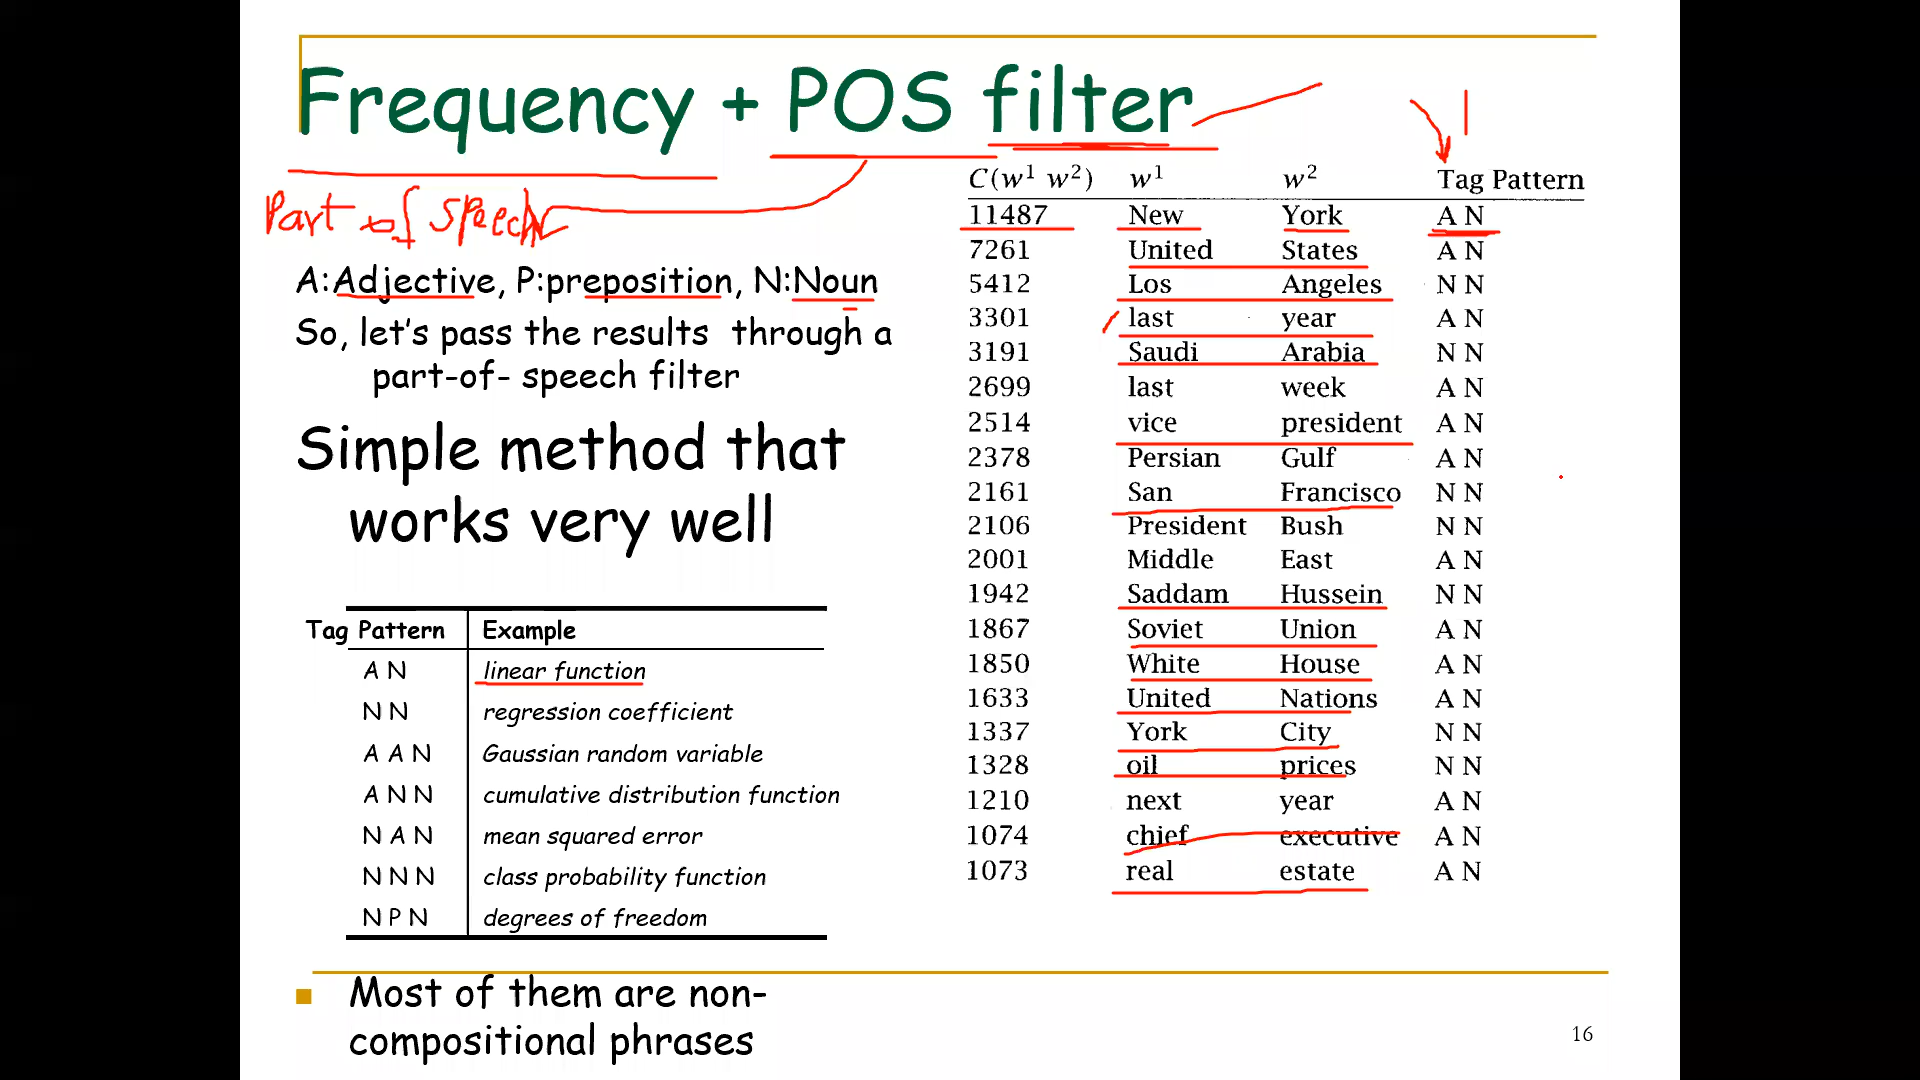 Frequency + POS filter
Part of speech
A:Adjective, P:preposition, N:Noun
So, let's pass the results through a
part-of- speech filter
Simple method that
works very well
Tag Pattern Example
A N linear function
N N regression coefficient
A A N Gaussian random variable
A N N cumulative distribution function
N A N mean squared error
N N N class probability function
N P N degrees of freedom
Most of them are non-
compositional phrases
C(w¹ w²) w¹ w² Tag Pattern
11487 New York A N
7261 United States A N
5412 Los Angeles N N
3301 last year A N
3191 Saudi Arabia N N
2699 last week A N
2514 vice president A N
2378 Persian Gulf A N
2161 San Francisco N N
2106 President Bush N N
2001 Middle East A N
1942 Saddam Hussein N N
1867 Soviet Union A N
1850 White House A N
1633 United Nations A N
1337 York City N N
1328 oil prices N N
1210 next year A N
1074 chief executive A N
1073 real estate A N
16